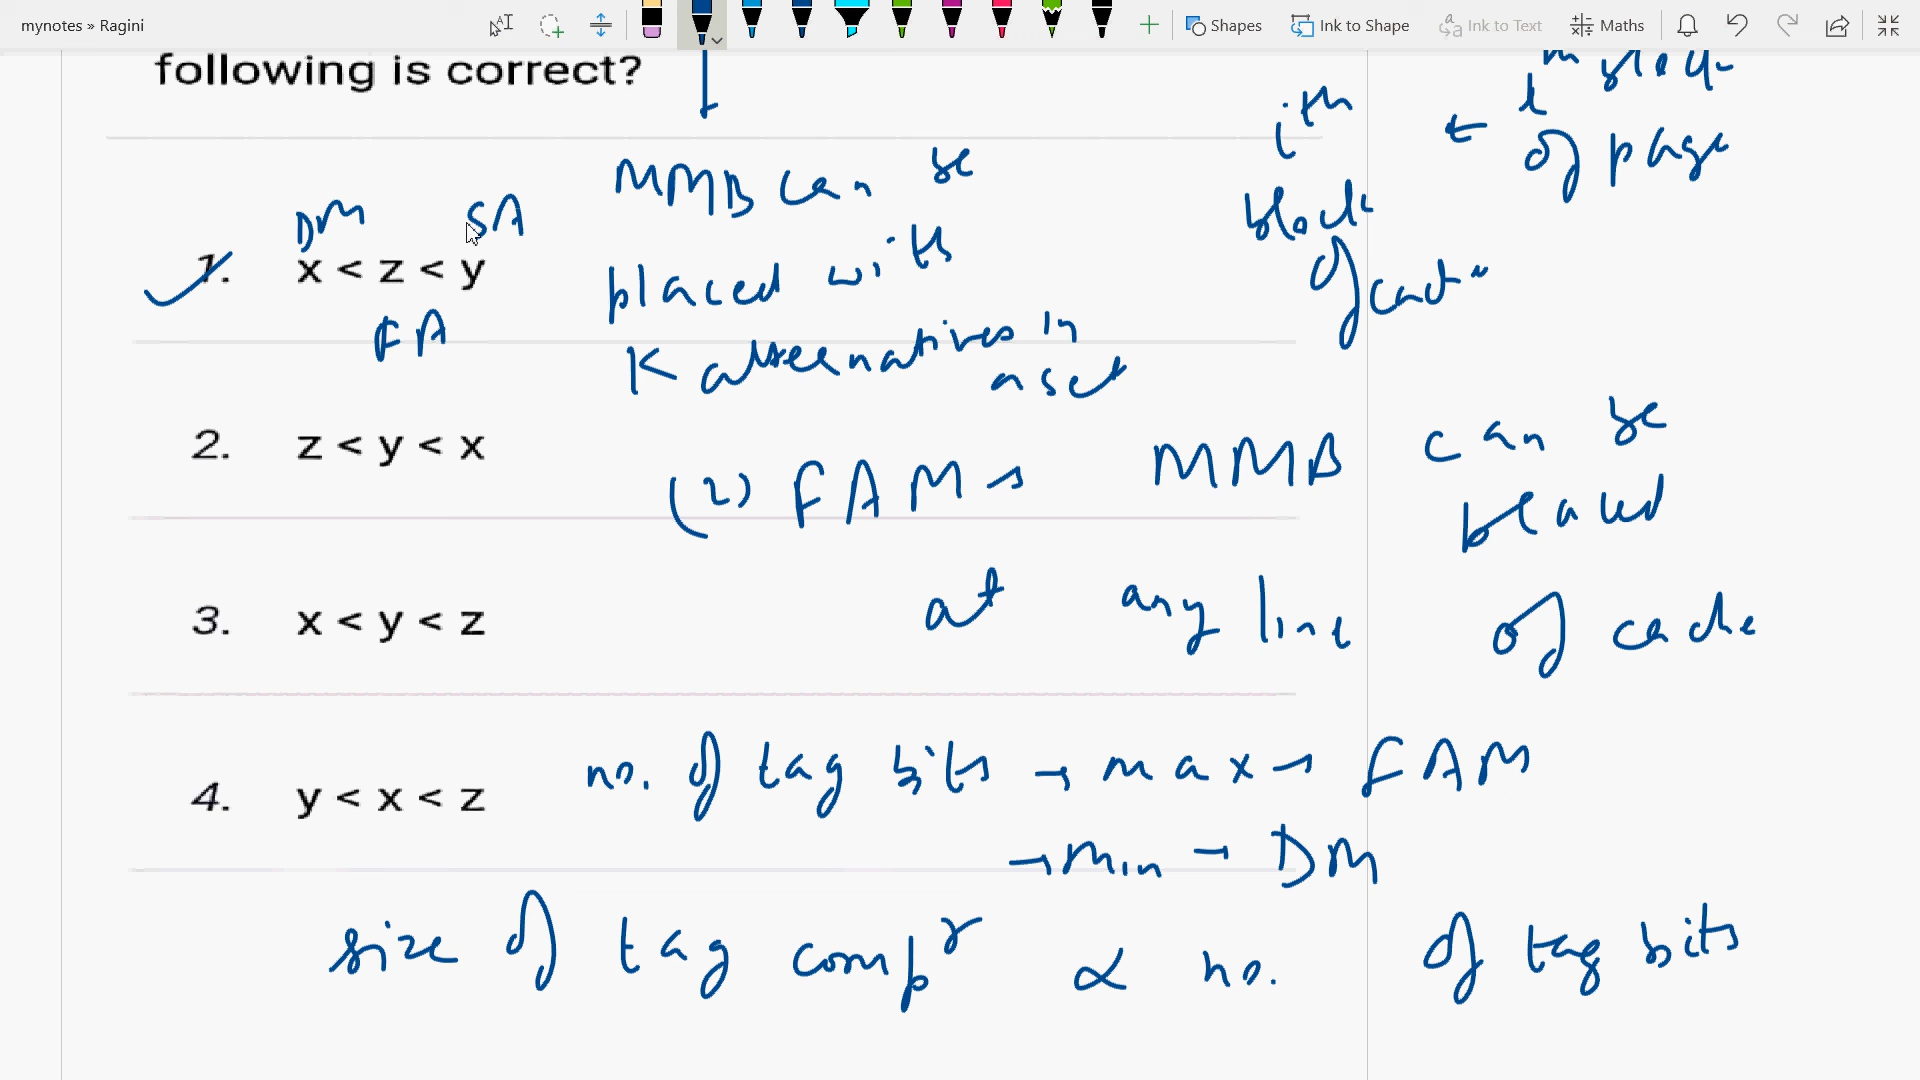 mynotes » Ragini
Shapes
Ink to Shape
Ink to Text
Maths
following is correct?
of page
ith
block
of cache
MMB can be
placed with
K alternatives in
a set
DM SA
1. x < z < y
FA
2. z < y < x
(2) FAM → MMB can be
placed
at any line of cache
3. x < y < z
4. y < x < z
no. of tag bits → max → FAM
→ min → DM
size of tag compr ∝ no. of tag bits